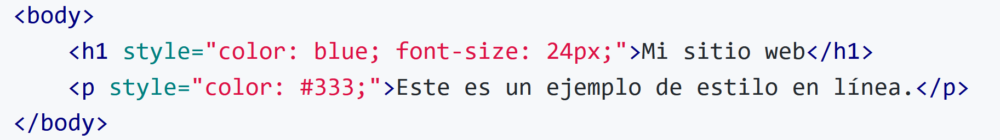 <body>
    <h1 style="color: blue; font-size: 24px;">Mi sitio web</h1>
    <p style="color: #333;">Este es un ejemplo de estilo en línea.</p>
</body>